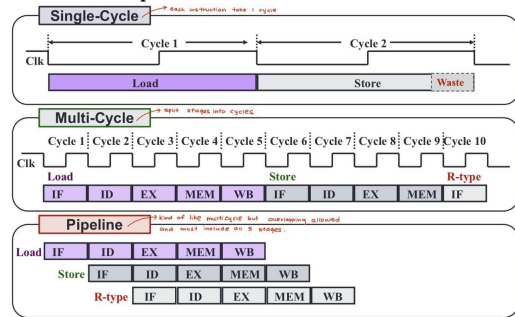 Single-Cycle
each instruction take 1 cycle
Cycle 1 Cycle 2
Clk
Load Store Waste
Multi-Cycle
split stages into cycles
Cycle 1 Cycle 2 Cycle 3 Cycle 4 Cycle 5 Cycle 6 Cycle 7 Cycle 8 Cycle 9 Cycle 10
Clk
Load Store R-type
IF ID EX MEM WB IF ID EX MEM IF
Pipeline
kind of like multicycle but overlapping allowed
and must include all 5 stages.
Load IF ID EX MEM WB
Store IF ID EX MEM WB
R-type IF ID EX MEM WB